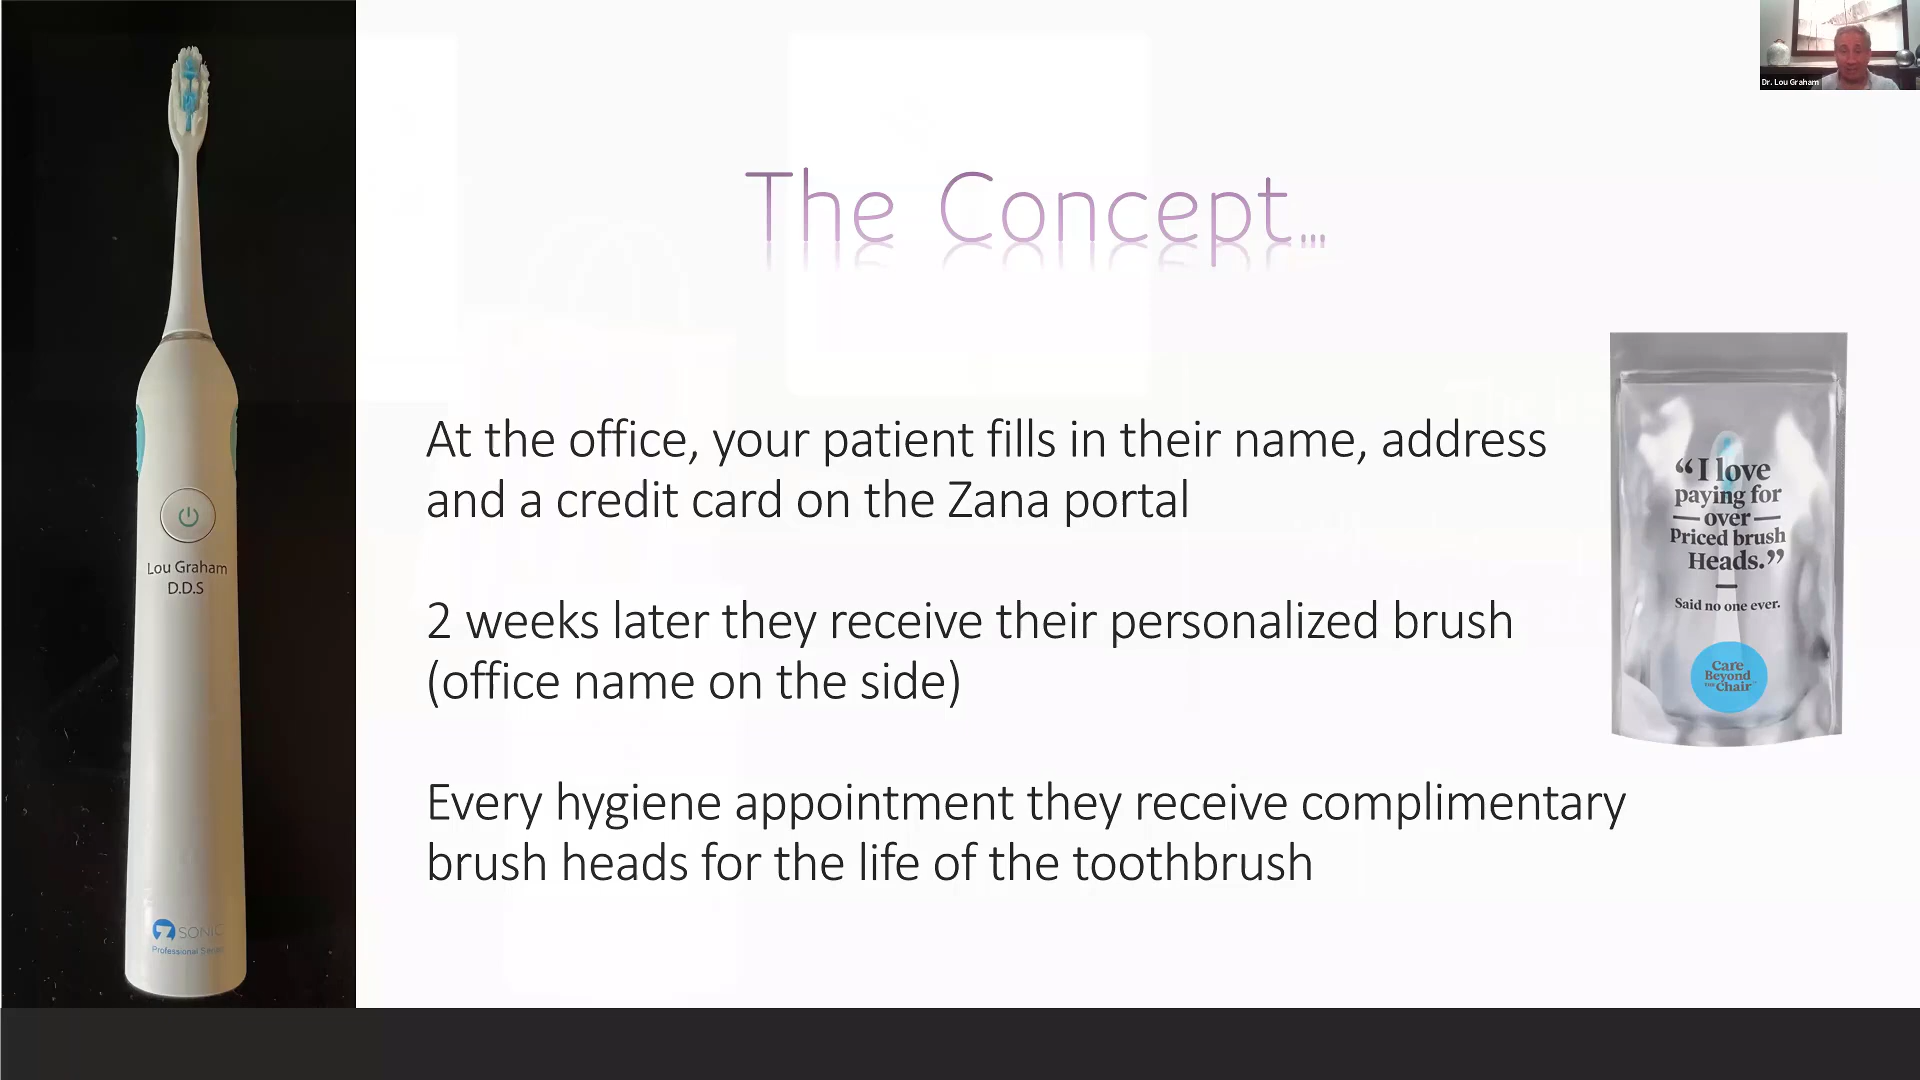 Dr. Lou Graham
The Concept...
At the office, your patient fills in their name, address
and a credit card on the Zana portal
2 weeks later they receive their personalized brush
(office name on the side)
Every hygiene appointment they receive complimentary
brush heads for the life of the toothbrush
Lou Graham
D.D.S
SONIC
Professional
“I love
paying for
over
Priced brush
Heads.”
Said no one ever.
Care
Beyond
the Chair